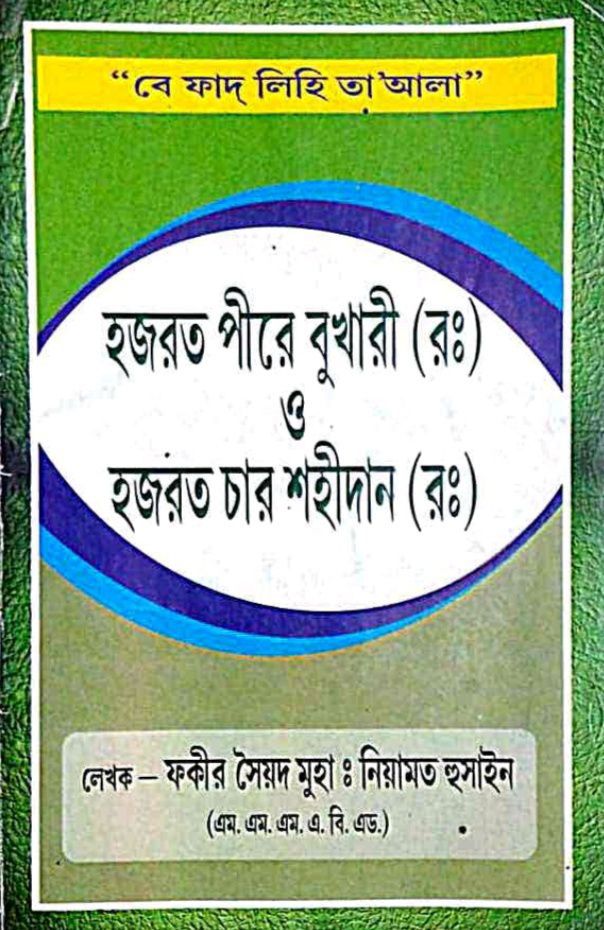 “বে ফাদ্ লিহি তা'আলা”
হজরত পীরে বুখারী (রঃ)
ও
হজরত চার শহীদান (রঃ)
লেখক – ফকীর সৈয়দ মুহাঃ নিয়ামত হুসাইন
(এম. এম. এম. এ. বি. এড.)